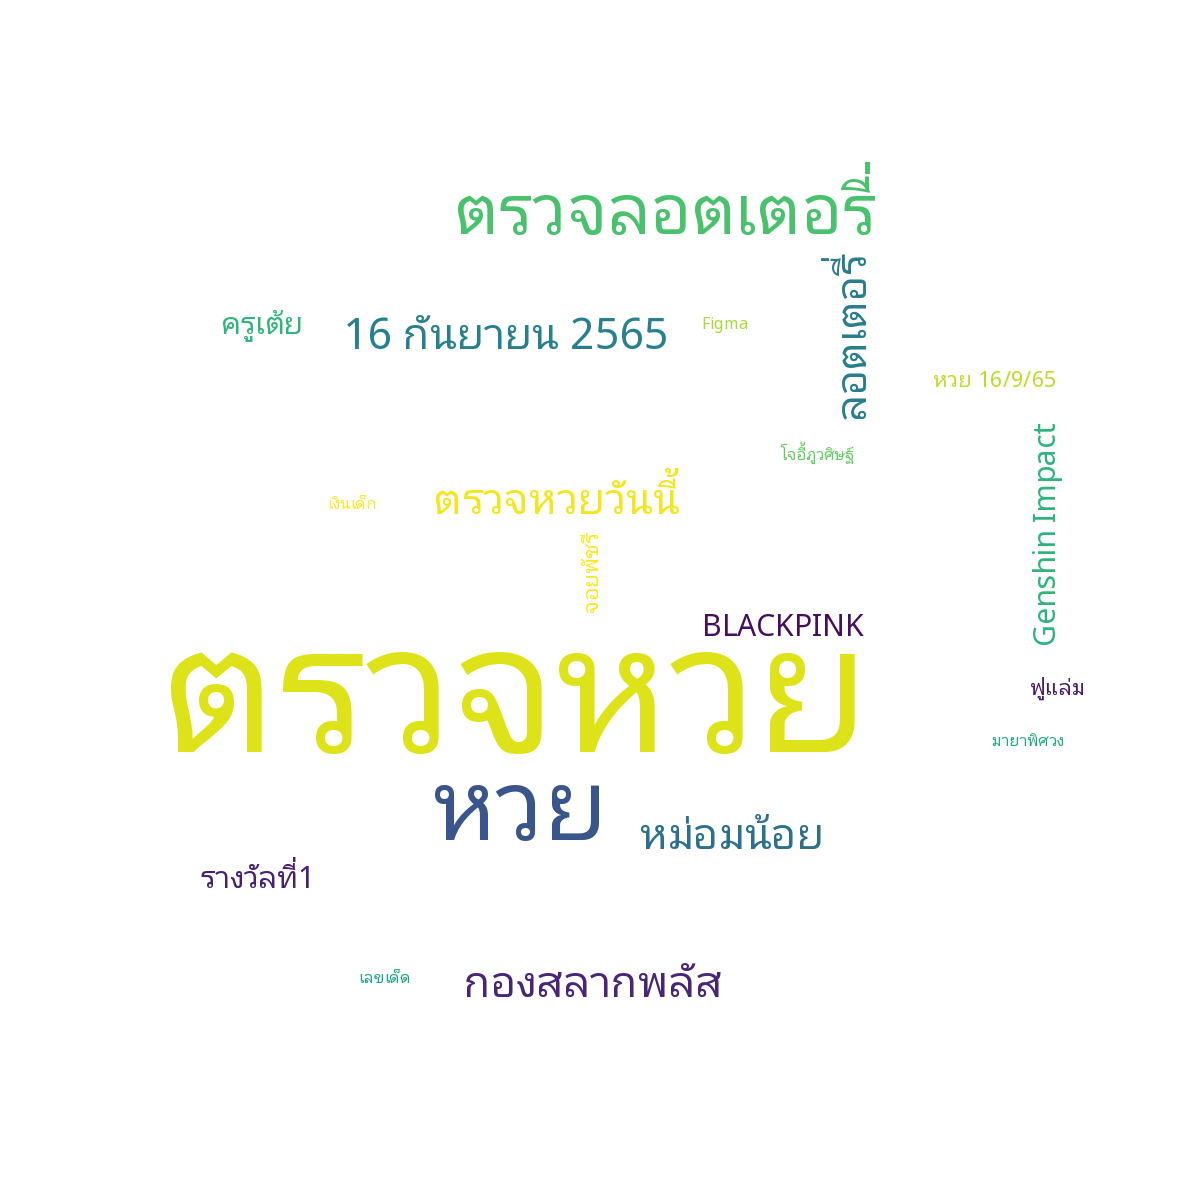 ตรวจลอตเตอรี่
ลอตเตอรี่
ครูเต้ย
16 กันยายน 2565
Figma
หวย 16/9/65
Genshin Impact
โจอี้ภูวศิษฐ์
เงินเด็ก
ตรวจหวยวันนี้
จอยพัชรี
BLACKPINK
ตรวจหวย
ฟูแล่ม
มายาพิศวง
หวย
หม่อมน้อย
รางวัลที่1
เลขเด็ด
กองสลากพลัส